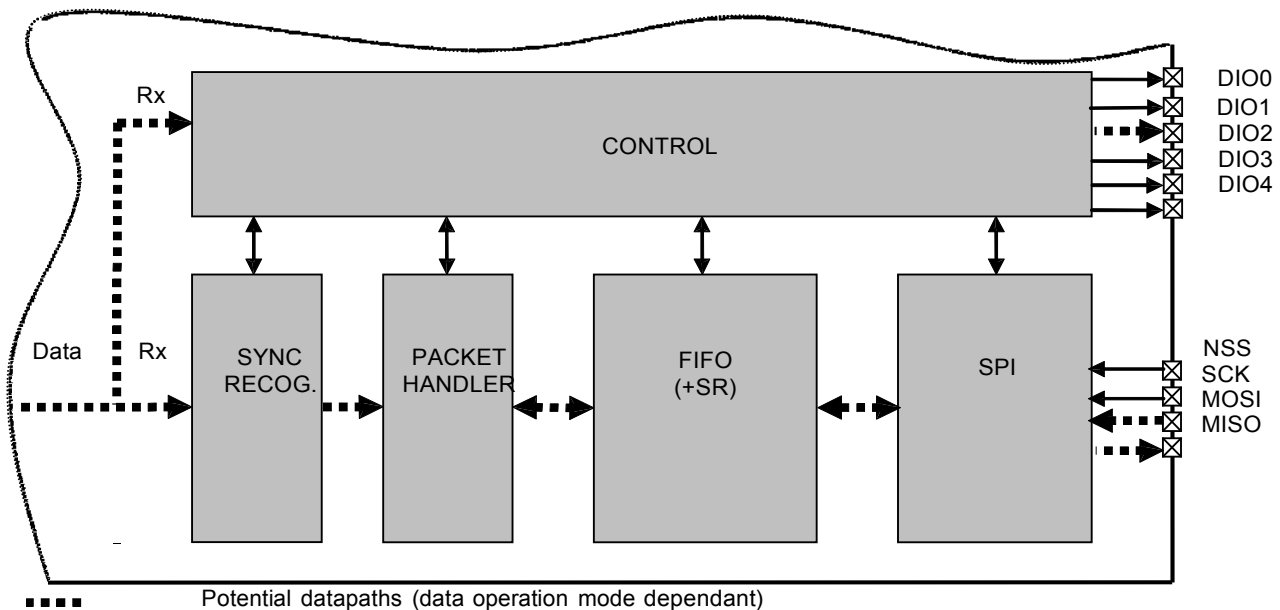 Rx
DIO0
DIO1
DIO2
DIO3
DIO4
CONTROL
Data
Rx
SYNC
RECOG.
PACKET
HANDLER
FIFO
(+SR)
SPI
NSS
SCK
MOSI
MISO
Potential datapaths (data operation mode dependant)